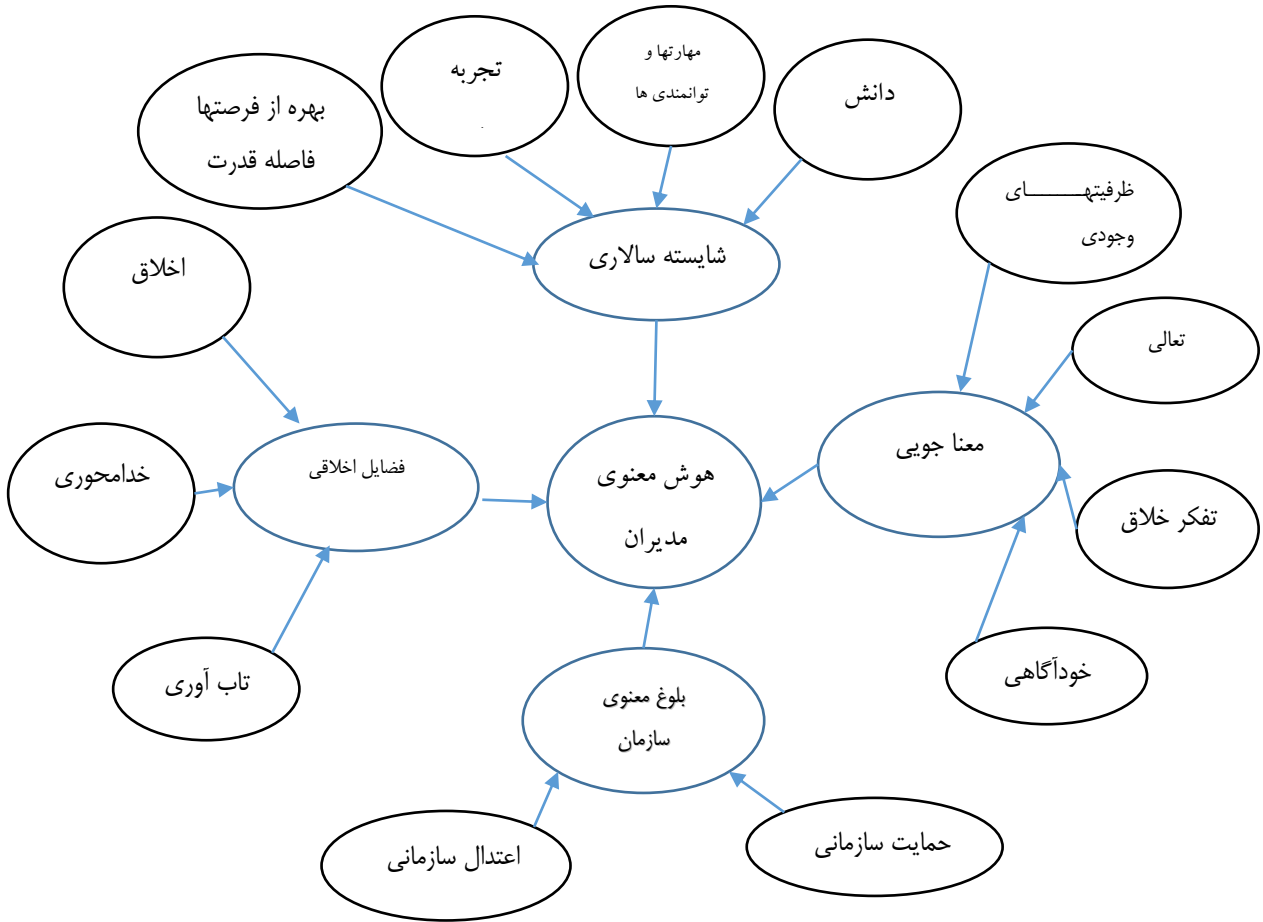 مهارتها و
توانمندی ها
تجربه
دانش
بهره از فرصتها
فاصله قدرت
ظرفیتهای
وجودی
شایسته سالاری
اخلاق
تعالی
معنا جویی
فضایل اخلاقی
خدامحوری
هوش معنوی
مدیران
تفکر خلاق
خودآگاهی
تاب آوری
بلوغ معنوی
سازمان
حمایت سازمانی
اعتدال سازمانی